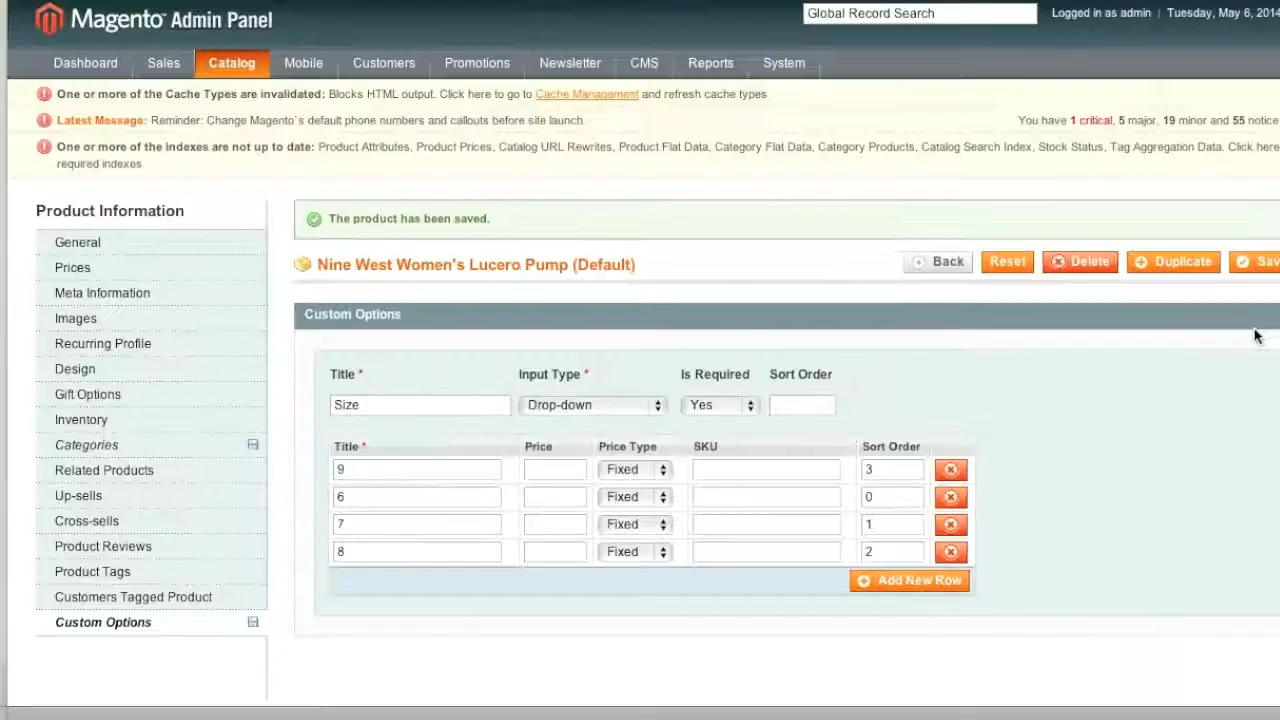 Magento Admin Panel
Global Record Search
Logged in as admin | Tuesday, May 6, 2014
Dashboard Sales Catalog Mobile Customers Promotions Newsletter CMS Reports System
One or more of the Cache Types are invalidated: Blocks HTML output. Click here to go to Cache Management and refresh cache types
Latest Message: Reminder: Change Magento`s default phone numbers and callouts before site launch
You have 1 critical, 5 major, 19 minor and 55 notice
One or more of the indexes are not up to date: Product Attributes, Product Prices, Catalog URL Rewrites, Product Flat Data, Category Flat Data, Category Products, Catalog Search Index, Stock Status, Tag Aggregation Data. Click here
required indexes.
Product Information
General
Prices
Meta Information
Images
Recurring Profile
Design
Gift Options
Inventory
Categories
Related Products
Up-sells
Cross-sells
Product Reviews
Product Tags
Customers Tagged Product
Custom Options
The product has been saved.
Nine West Women's Lucero Pump (Default)
Back Reset Delete Duplicate Sav
Custom Options
Title * Input Type * Is Required Sort Order
Size Drop-down Yes
Title * Price Price Type SKU Sort Order
9 Fixed 3
6 Fixed 0
7 Fixed 1
8 Fixed 2
Add New Row